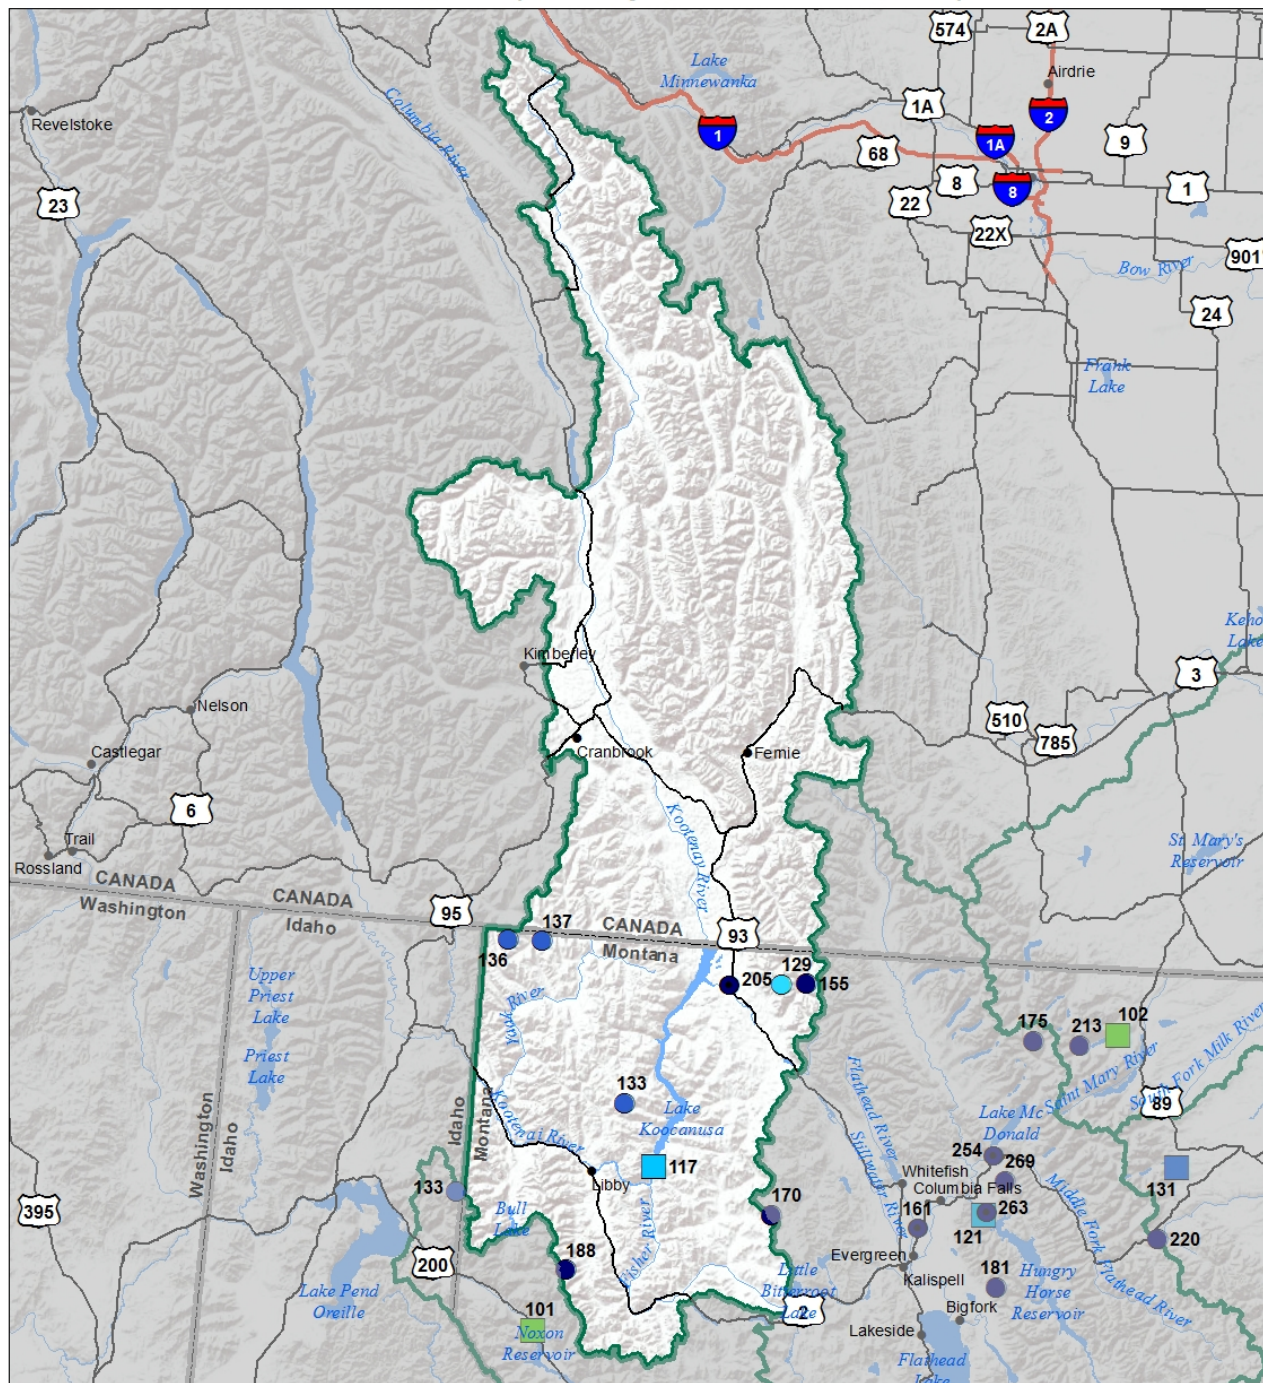 574
2A
Lake
Minnewanka
Airdrie
Columbia River
1A
Revelstoke
1
2
1A
9
68
8
8
1
23
22
22X
Bow River
901
24
Frank
Lake
Keho
Lake
Kimberley
3
Nelson
510
785
Castlegar
Cranbrook
Fernie
6
Kootenay River
Trail
Rossland
St. Mary's
Reservoir
CANADA
Washington
CANADA
Idaho
95
137
136
CANADA
Montana
93
129
205
155
Upper
Priest
Lake
Yaak River
175
213
102
Priest
Lake
Flathead River
Saint Mary River
South Fork Milk River
89
133
Lake
Koocanusa
Lake Mc
Donald
Washington
Idaho
Idaho
Montana
Kootenai River
Stillwater River
254
269
117
Whitefish
Columbia Falls
131
133
Libby
395
Bull
Lake
170
161
263
121
Middle Fork Flathead River
220
188
Fisher River
Evergreen
Kalispell
200
181
Hungry
Horse
Reservoir
Lake Pend
Oreille
Little
Bitterroot
Lake
2
Bigfork
101
Noxon
Reservoir
Lakeside
Flathead
Lake